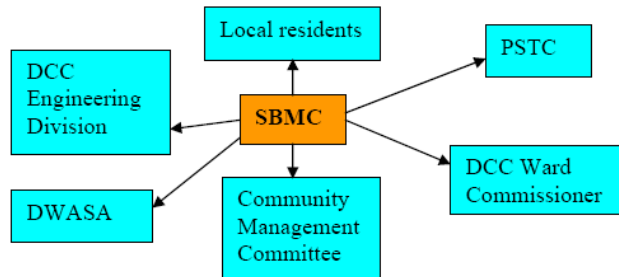 Local residents
PSTC
DCC
Engineering
Division
SBMC
DCC Ward
Commissioner
DWASA
Community
Management
Committee